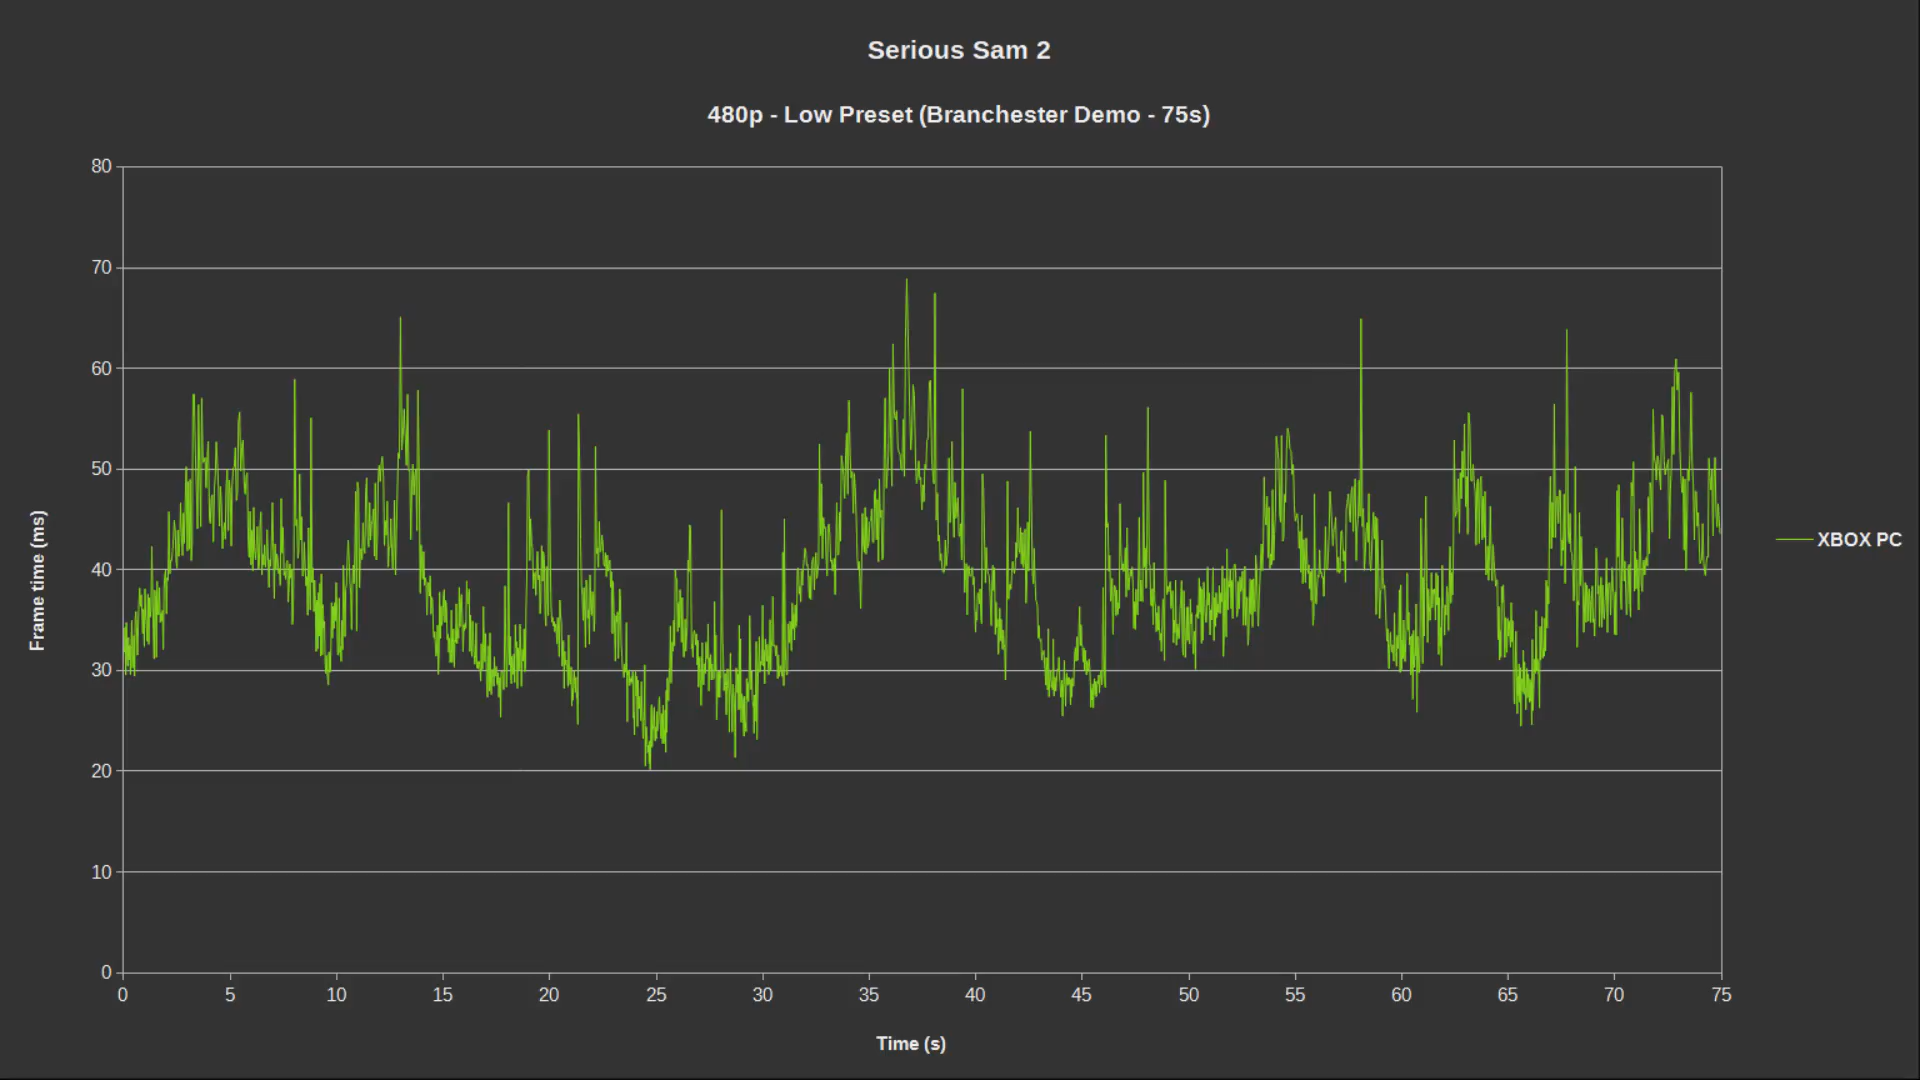 Serious Sam 2
480p - Low Preset (Branchester Demo - 75s)
80
70
60
50
40
30
20
10
0
Frame time (ms)
0 5 10 15 20 25 30 35 40 45 50 55 60 65 70 75
Time (s)
XBOX PC